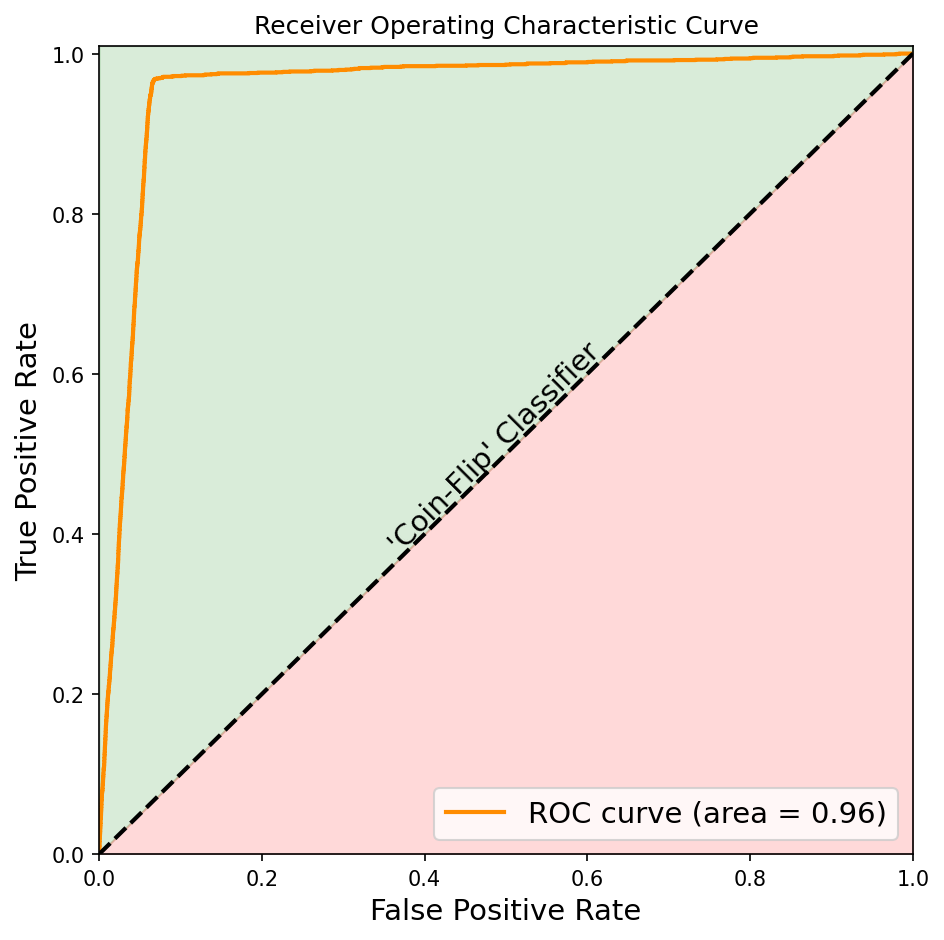 Receiver Operating Characteristic Curve
1.0
0.8
0.6
0.4
0.2
0.0
True Positive Rate
'Coin-Flip' Classifier
ROC curve (area = 0.96)
0.0 0.2 0.4 0.6 0.8 1.0
False Positive Rate